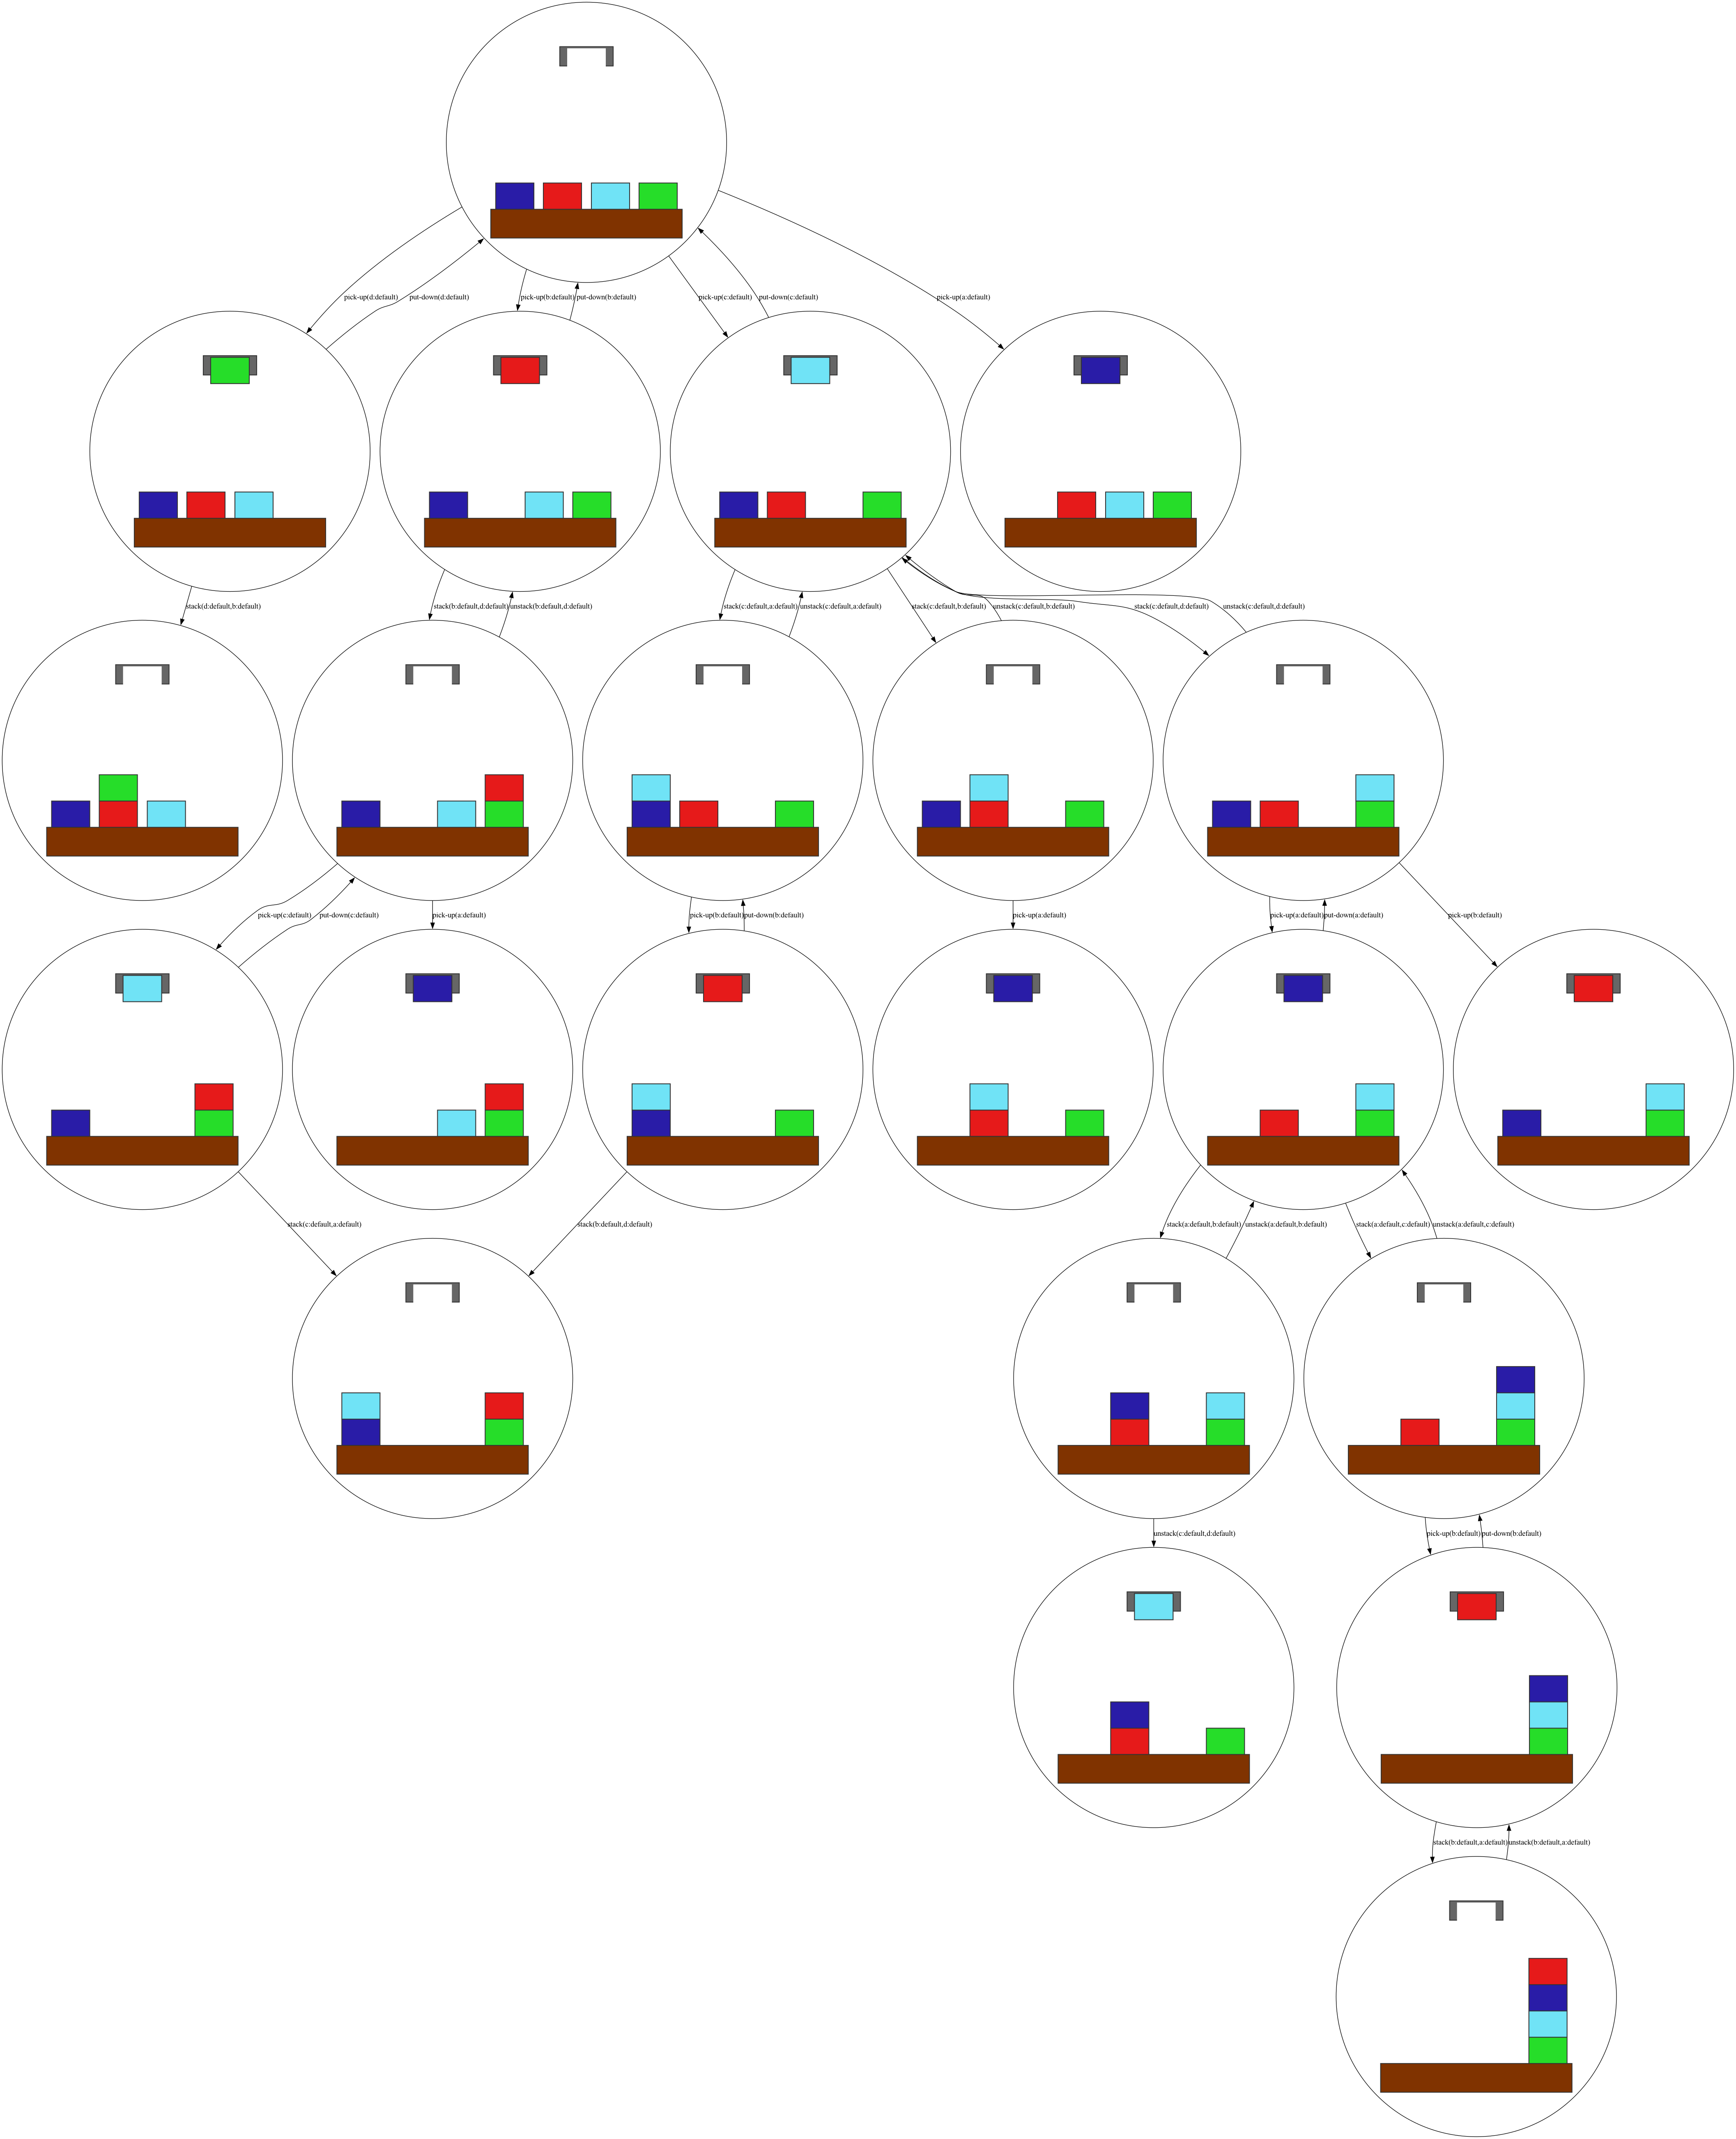 pick-up(d:default)
put-down(d:default)
pick-up(b:default)
put-down(b:default)
pick-up(c:default)
put-down(c:default)
pick-up(a:default)
stack(d:default,b:default)
stack(b:default,d:default)
unstack(b:default,d:default)
stack(c:default,a:default)
unstack(c:default,a:default)
stack(c:default,b:default)
unstack(c:default,b:default)
stack(c:default,d:default)
unstack(c:default,d:default)
pick-up(c:default)
put-down(c:default)
pick-up(a:default)
pick-up(b:default)
put-down(b:default)
pick-up(a:default)
pick-up(a:default)
put-down(a:default)
pick-up(b:default)
stack(c:default,a:default)
stack(b:default,d:default)
stack(a:default,b:default)
unstack(a:default,b:default)
stack(a:default,c:default)
unstack(a:default,c:default)
unstack(c:default,d:default)
pick-up(b:default)
put-down(b:default)
stack(b:default,a:default)
unstack(b:default,a:default)